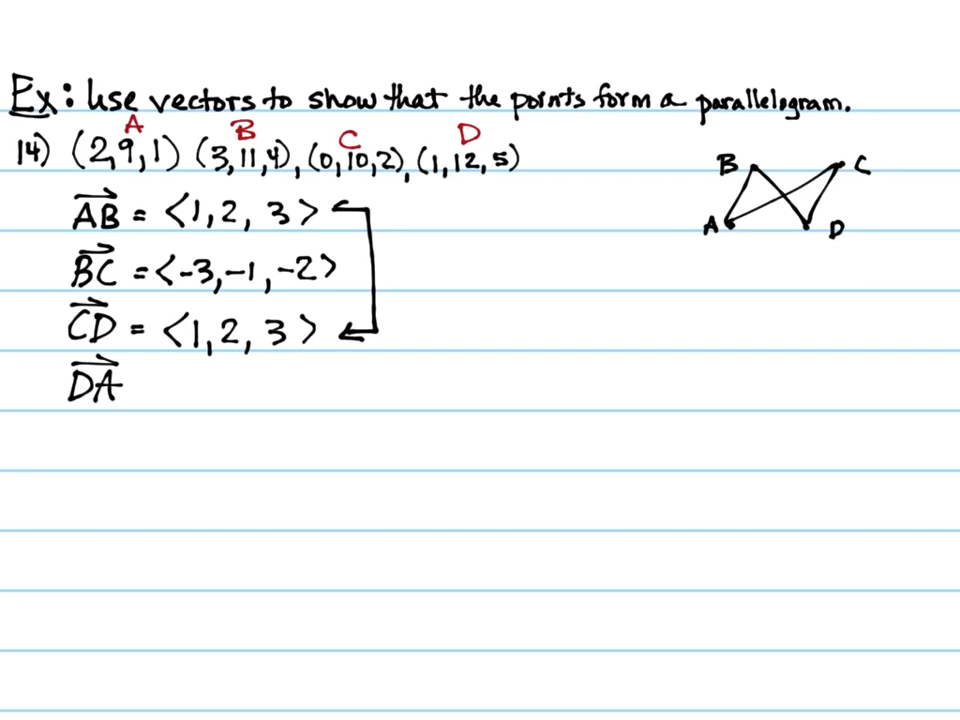 Ex: Use vectors to show that the points form a parallelogram.
A B C D
14) (2,9,1) (3,11,4), (0,10,2), (1,12,5)
B C
A D
AB = <1, 2, 3>
BC = <-3, -1, -2>
CD = <1, 2, 3>
DA